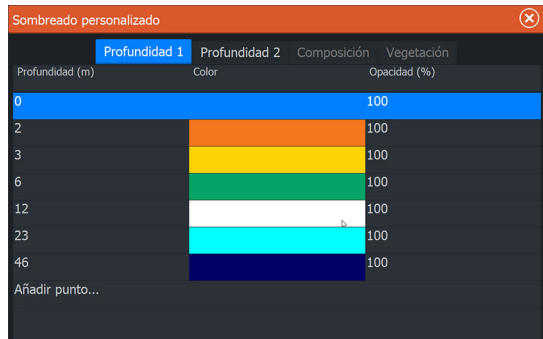 Sombreado personalizado
Profundidad 1 Profundidad 2 Composición Vegetación
Profundidad (m) Color Opacidad (%)
0 100
2 100
3 100
6 100
12 100
23 100
46 100
Añadir punto...